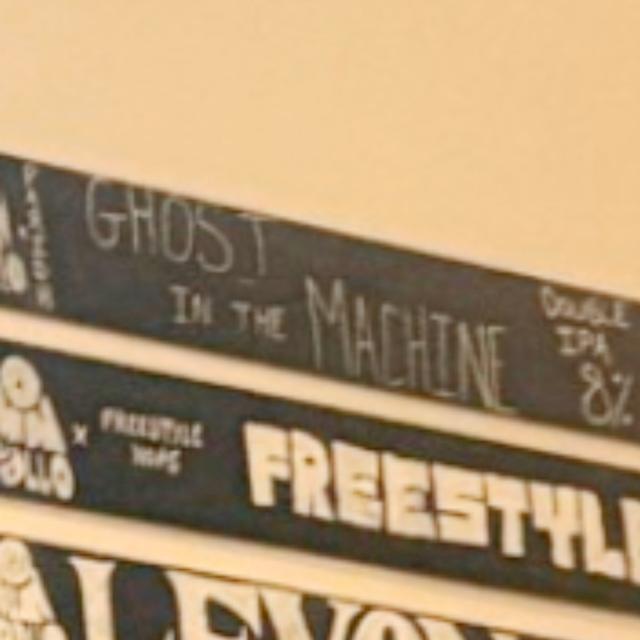 GHOST
IN THE MACHINE
DOUBLE
IPA
8%
x FREESTYLE
HOPS
FREESTYL